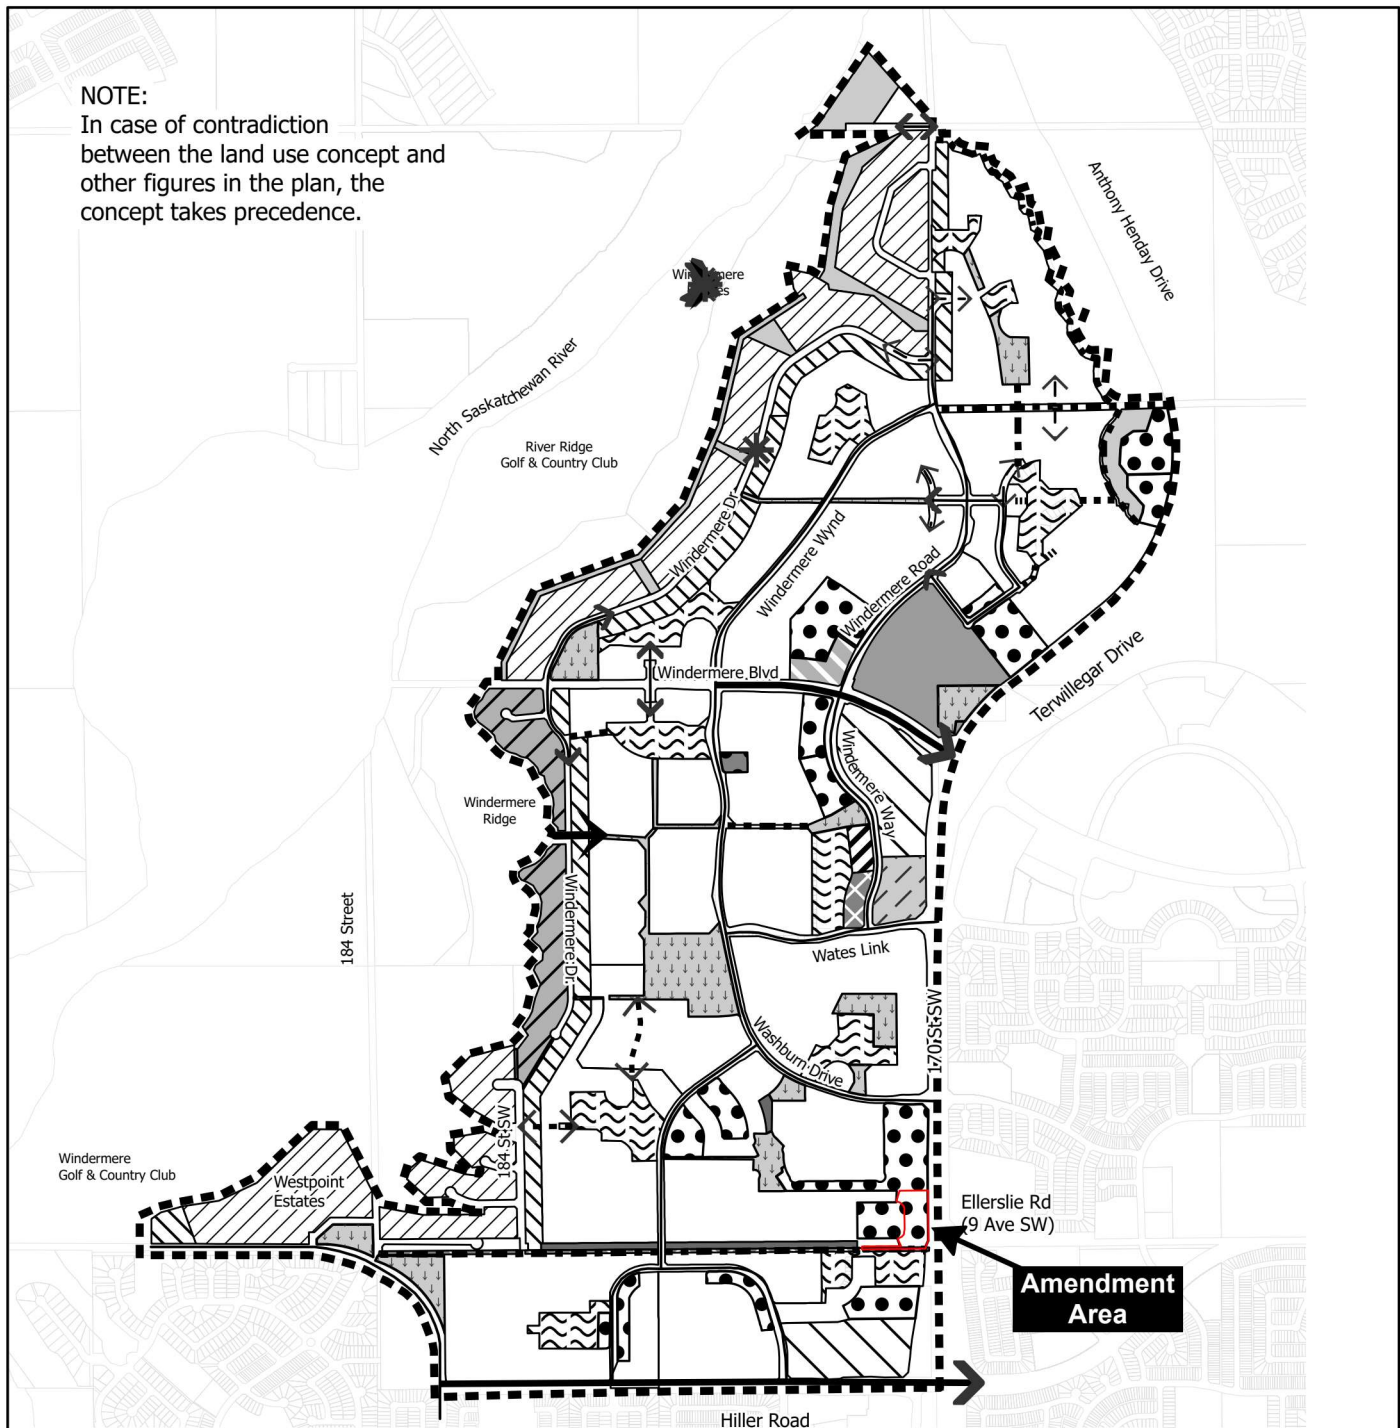 NOTE:
In case of contradiction
between the land use concept and
other figures in the plan, the
concept takes precedence.
Anthony Henday Drive
North Saskatchewan River
River Ridge
Golf & Country Club
Windermere Dr
Windermere Wynd
Windermere Road
Windermere Blvd
Terwillegar Drive
Windermere Way
Windermere
Ridge
184 Street
Windermere Dr
Wates Link
170 St SW
Washburn Drive
184 St SW
Windermere
Golf & Country Club
Westpoint
Estates
Ellerslie Rd
(9 Ave SW)
Amendment
Area
Hiller Road